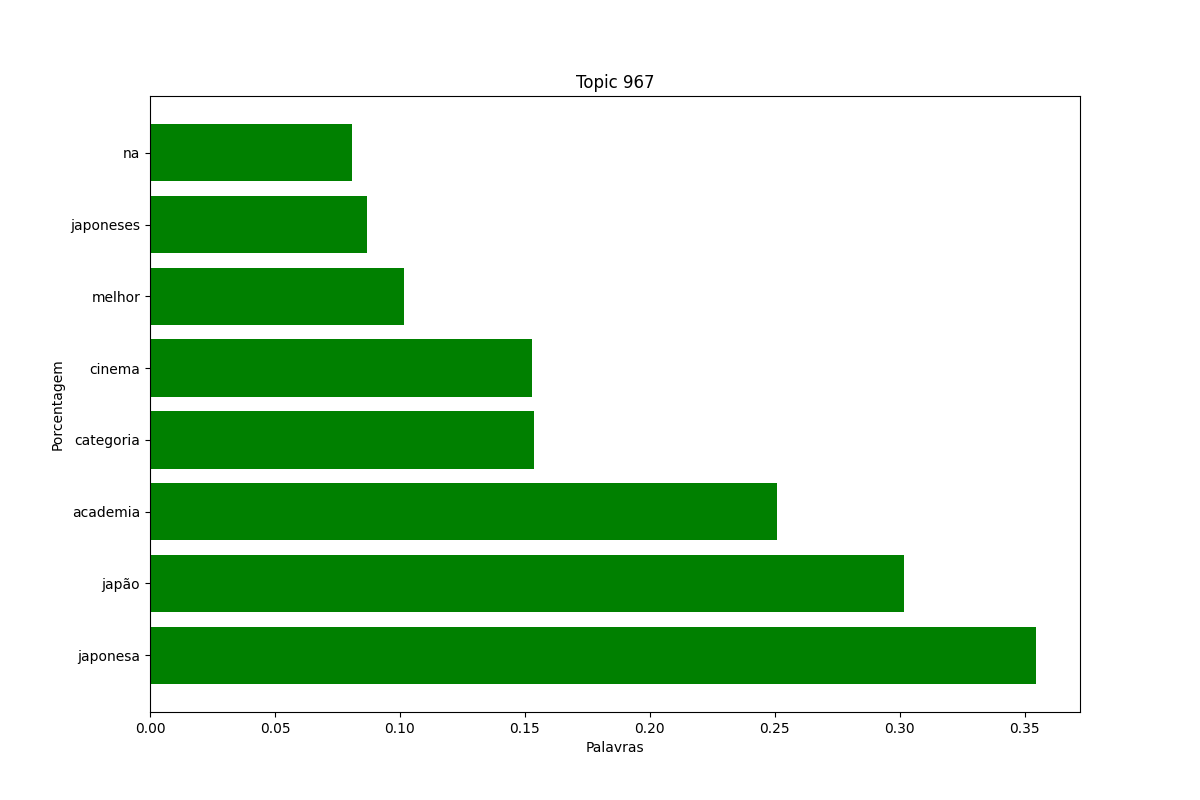 Topic 967
na
japoneses
melhor
cinema
categoria
academia
japão
japonesa
Porcentagem
0.00 0.05 0.10 0.15 0.20 0.25 0.30 0.35
Palavras